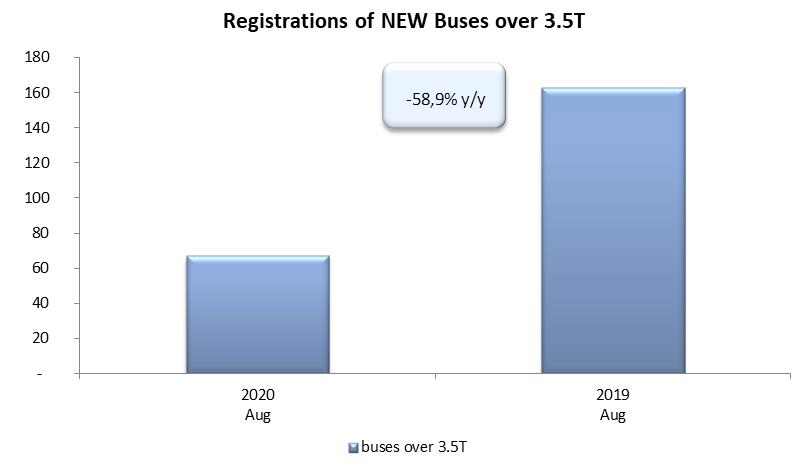 Registrations of NEW Buses over 3.5T
180
160
140
120
100
80
60
40
20
-
-58,9% y/y
2020
Aug
2019
Aug
buses over 3.5T